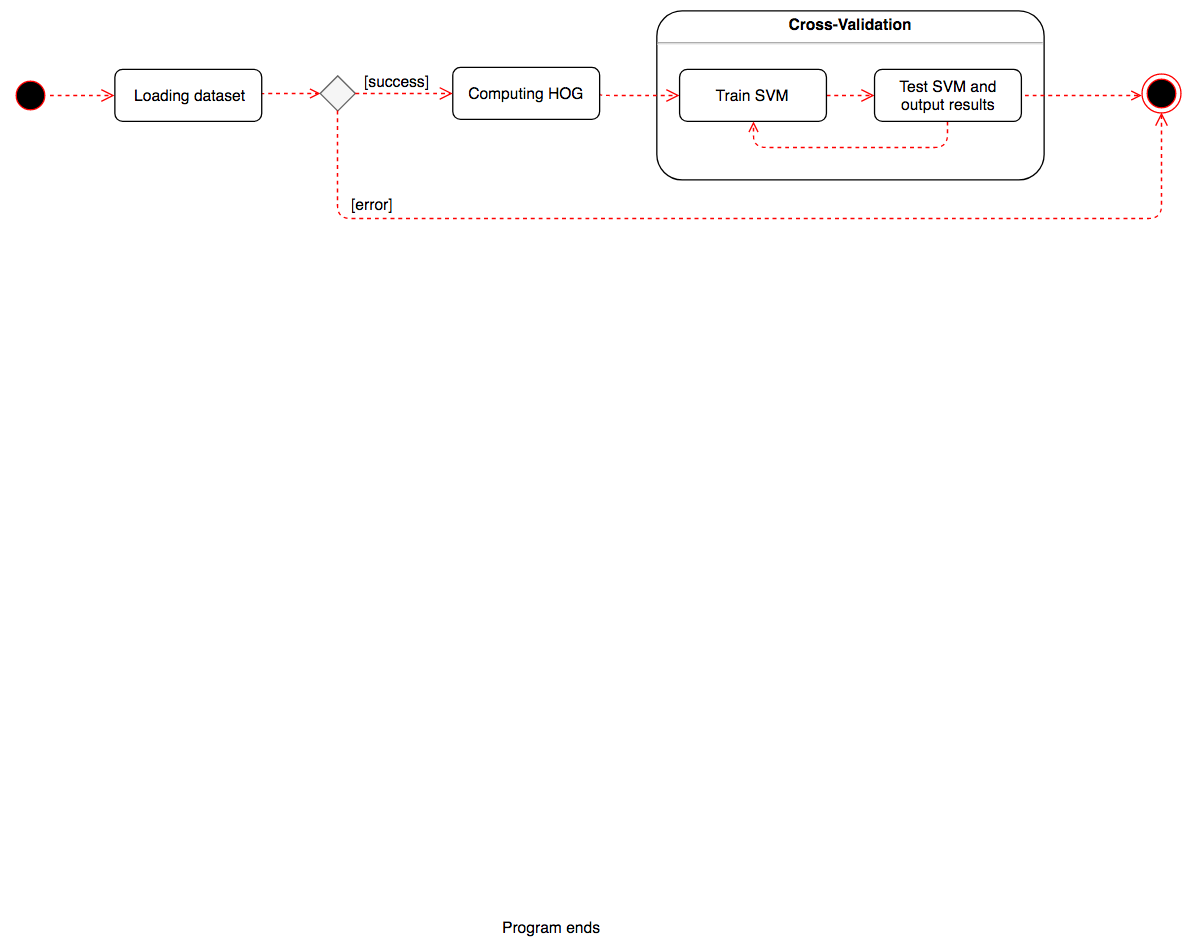 Cross-Validation
Loading dataset
[success]
Computing HOG
Train SVM
Test SVM and
output results
[error]
Program ends